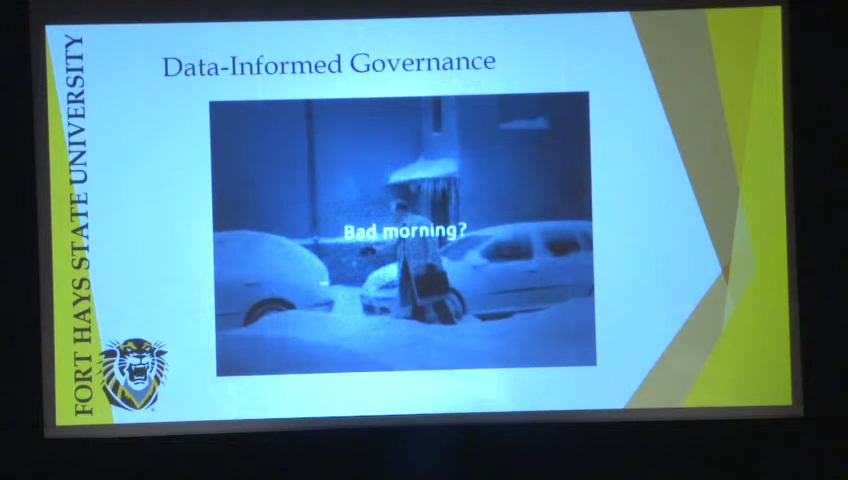 Data-Informed Governance
FORT HAYS STATE UNIVERSITY
Bad morning?